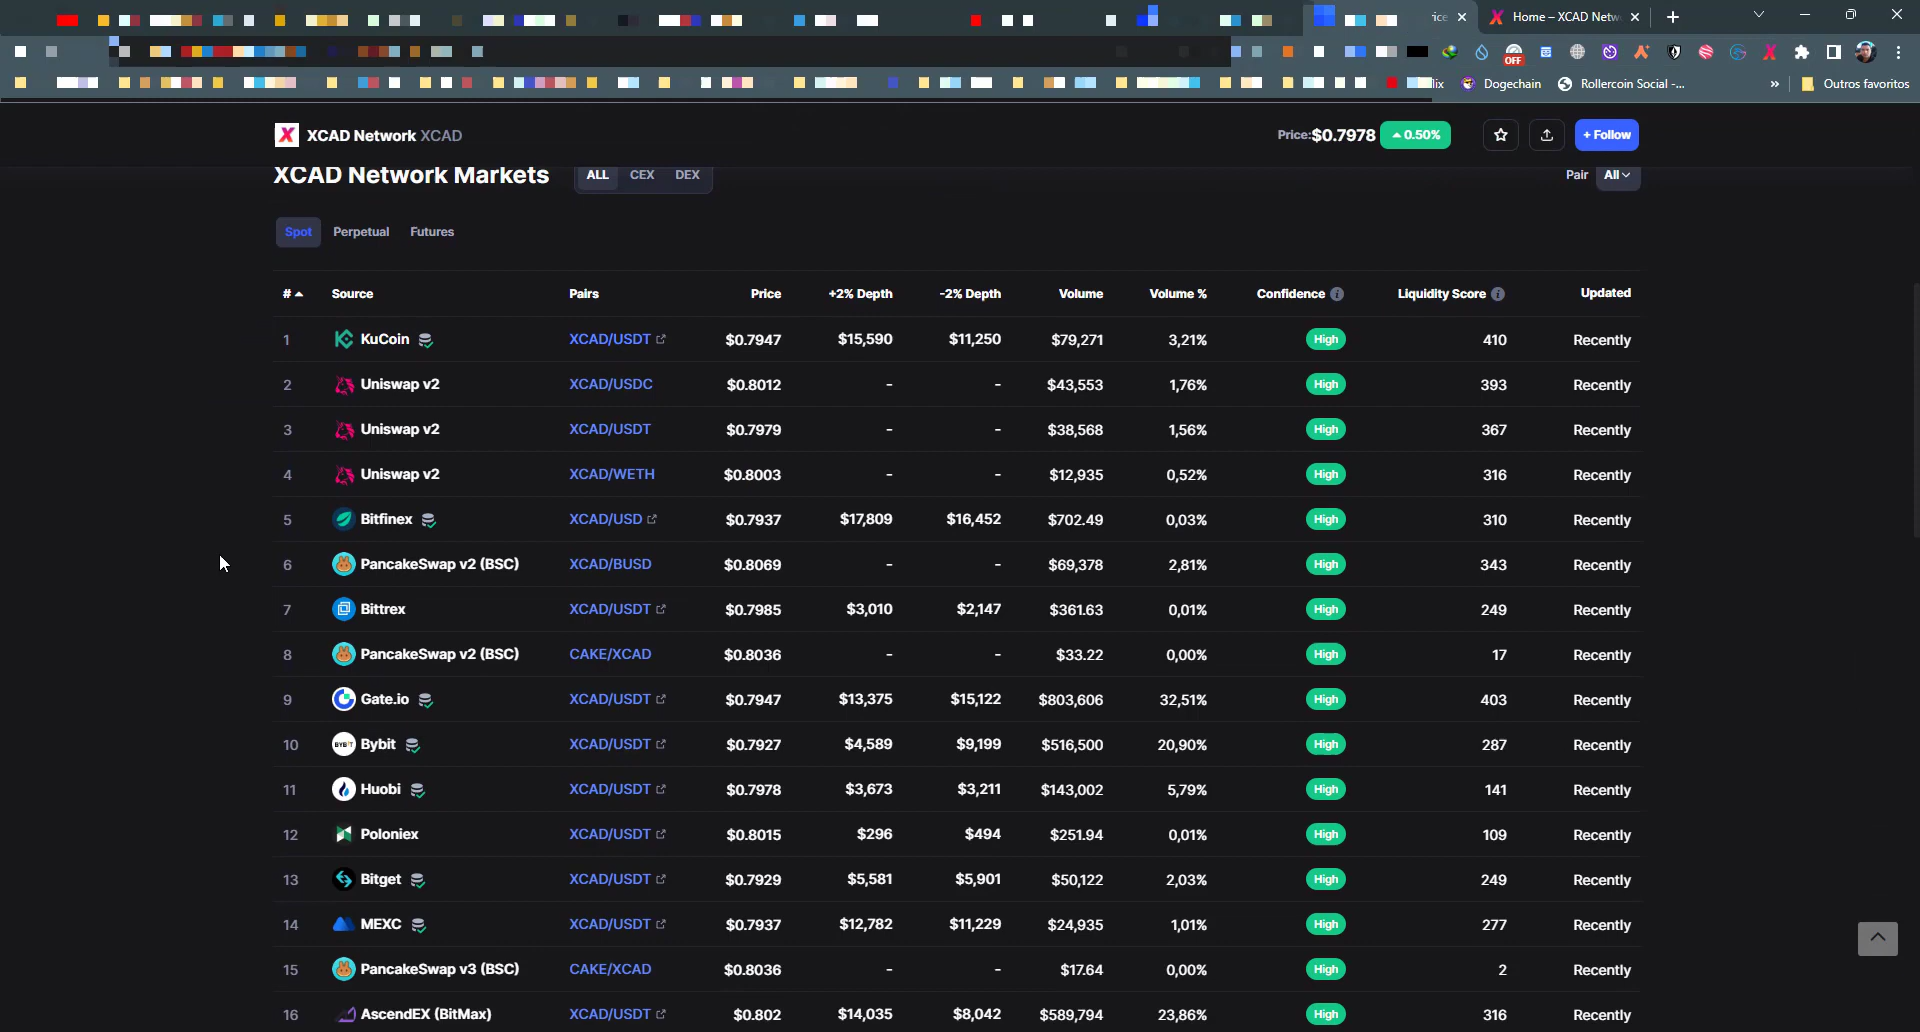 rice
Home – XCAD Netw
OFF
lix Dogechain Rollercoin Social -... » Outros favoritos
XCAD Network XCAD Price:$0.7978 0.50% + Follow
XCAD Network Markets ALL CEX DEX Pair All
Spot Perpetual Futures
# Source Pairs Price +2% Depth -2% Depth Volume Volume % Confidence Liquidity Score Updated
1 KuCoin XCAD/USDT $0.7947 $15,590 $11,250 $79,271 3,21% High 410 Recently
2 Uniswap v2 XCAD/USDC $0.8012 - - $43,553 1,76% High 393 Recently
3 Uniswap v2 XCAD/USDT $0.7979 - - $38,568 1,56% High 367 Recently
4 Uniswap v2 XCAD/WETH $0.8003 - - $12,935 0,52% High 316 Recently
5 Bitfinex XCAD/USD $0.7937 $17,809 $16,452 $702.49 0,03% High 310 Recently
6 PancakeSwap v2 (BSC) XCAD/BUSD $0.8069 - - $69,378 2,81% High 343 Recently
7 Bittrex XCAD/USDT $0.7985 $3,010 $2,147 $361.63 0,01% High 249 Recently
8 PancakeSwap v2 (BSC) CAKE/XCAD $0.8036 - - $33.22 0,00% High 17 Recently
9 Gate.io XCAD/USDT $0.7947 $13,375 $15,122 $803,606 32,51% High 403 Recently
10 Bybit XCAD/USDT $0.7927 $4,589 $9,199 $516,500 20,90% High 287 Recently
11 Huobi XCAD/USDT $0.7978 $3,673 $3,211 $143,002 5,79% High 141 Recently
12 Poloniex XCAD/USDT $0.8015 $296 $494 $251.94 0,01% High 109 Recently
13 Bitget XCAD/USDT $0.7929 $5,581 $5,901 $50,122 2,03% High 249 Recently
14 MEXC XCAD/USDT $0.7937 $12,782 $11,229 $24,935 1,01% High 277 Recently
15 PancakeSwap v3 (BSC) CAKE/XCAD $0.8036 - - $17.64 0,00% High 2 Recently
16 AscendEX (BitMax) XCAD/USDT $0.802 $14,035 $8,042 $589,794 23,86% High 316 Recently